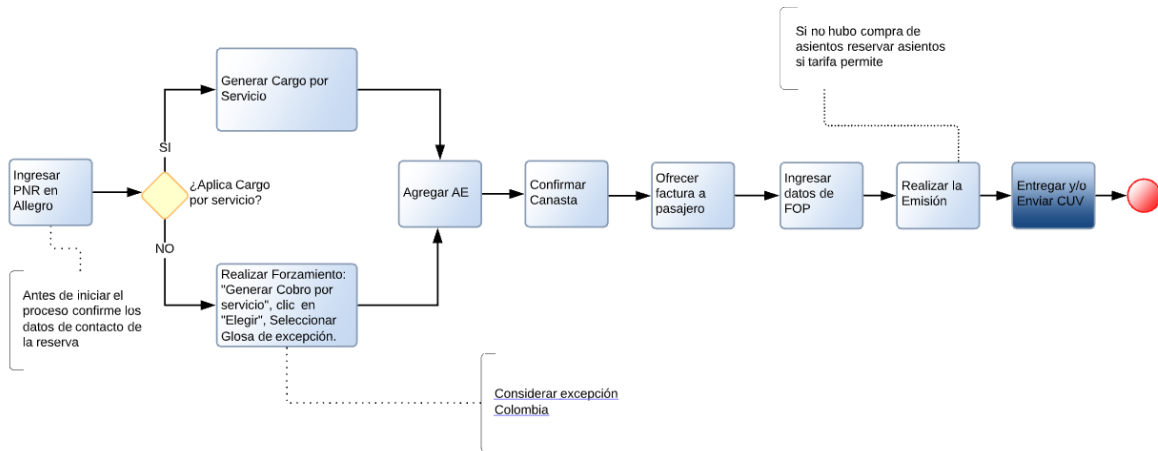 Si no hubo compra de
asientos reservar asientos
si tarifa permite
Generar Cargo por
Servicio
SI
Ingresar
PNR en
Allegro
¿Aplica Cargo
por servicio?
Agregar AE
Confirmar
Canasta
Ofrecer
factura a
pasajero
Ingresar
datos de
FOP
Realizar la
Emisión
Entregar y/o
Enviar CUV
NO
Realizar Forzamiento:
"Generar Cobro por
servicio", clic en
"Elegir", Seleccionar
Glosa de excepción.
Antes de iniciar el
proceso confirme los
datos de contacto de
la reserva
Considerar excepción
Colombia